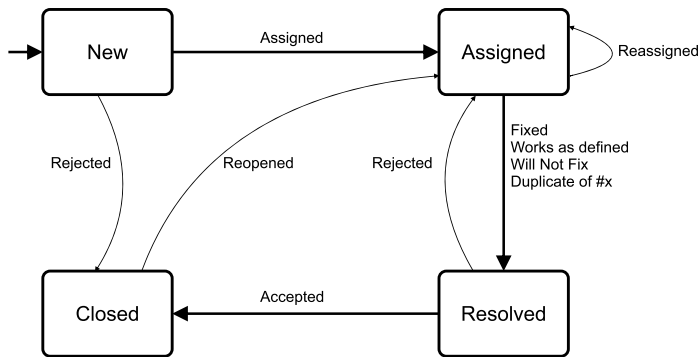 New
Assigned
Assigned
Reassigned
Fixed
Works as defined
Will Not Fix
Duplicate of #x
Rejected
Reopened
Rejected
Closed
Accepted
Resolved